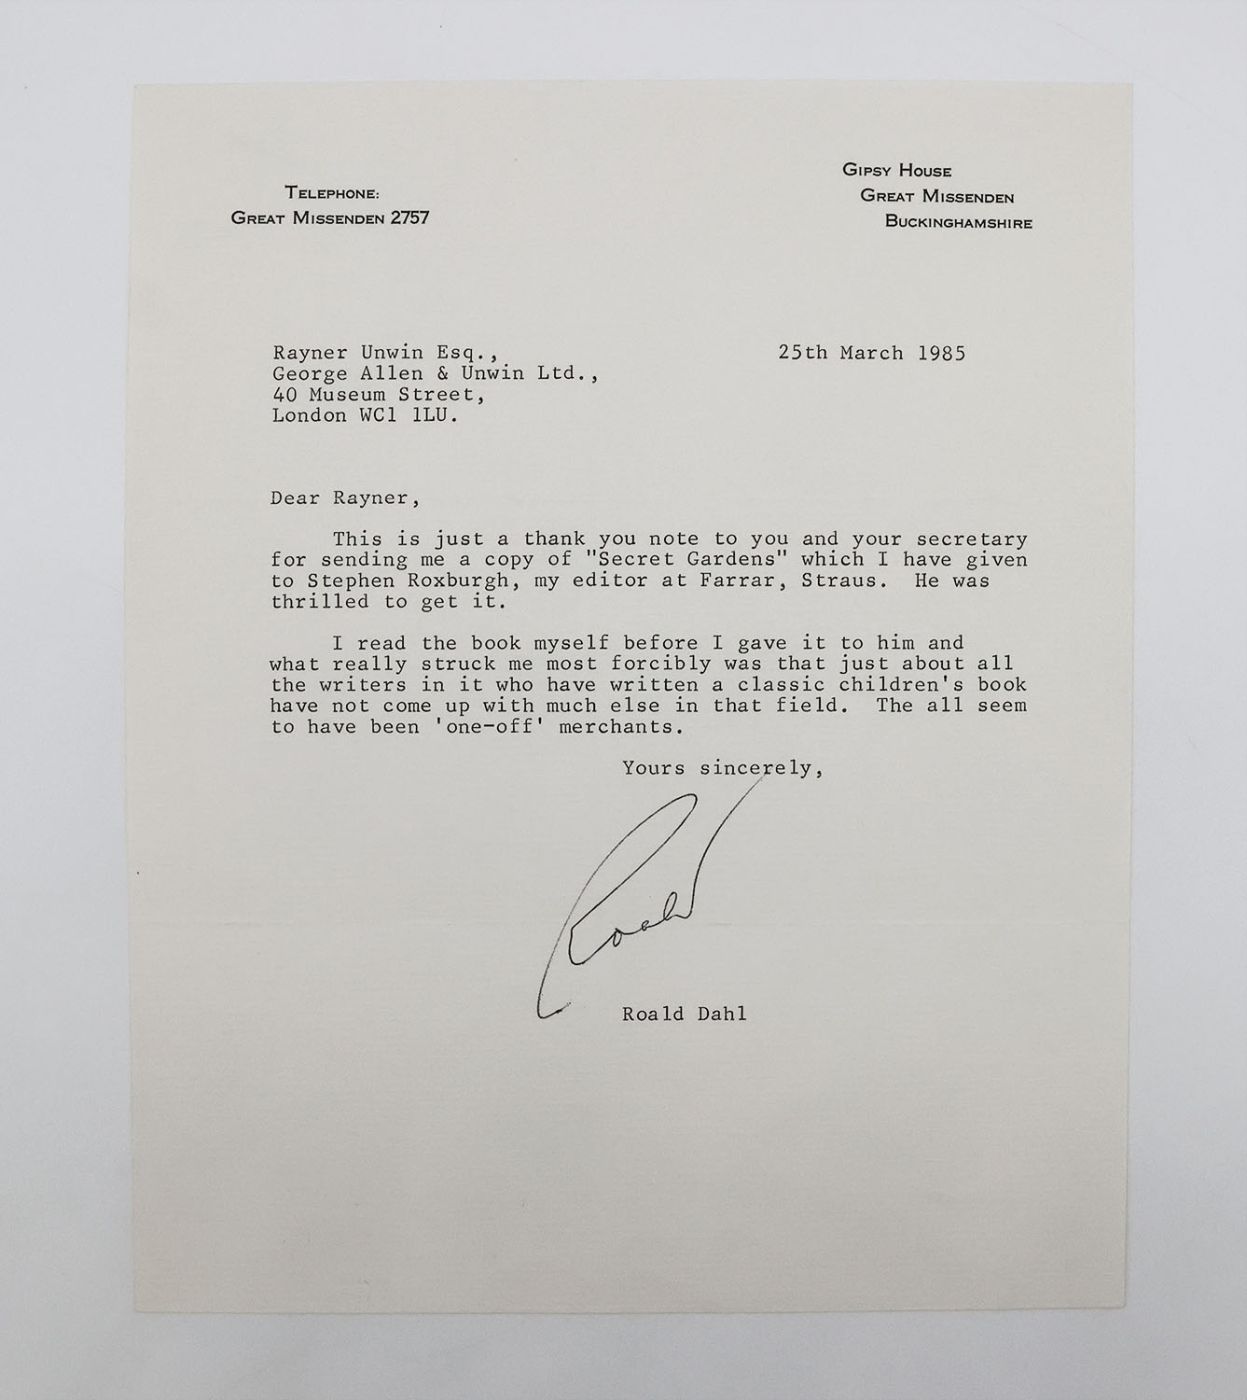 Telephone:
Great Missenden 2757
Gipsy House
Great Missenden
Buckinghamshire
Rayner Unwin Esq.,
George Allen & Unwin Ltd.,
40 Museum Street,
London WC1 1LU.
25th March 1985
Dear Rayner,
This is just a thank you note to you and your secretary
for sending me a copy of "Secret Gardens" which I have given
to Stephen Roxburgh, my editor at Farrar, Straus. He was
thrilled to get it.
I read the book myself before I gave it to him and
what really struck me most forcibly was that just about all
the writers in it who have written a classic children's book
have not come up with much else in that field. The all seem
to have been 'one-off' merchants.
Yours sincerely,
Roald
Roald Dahl